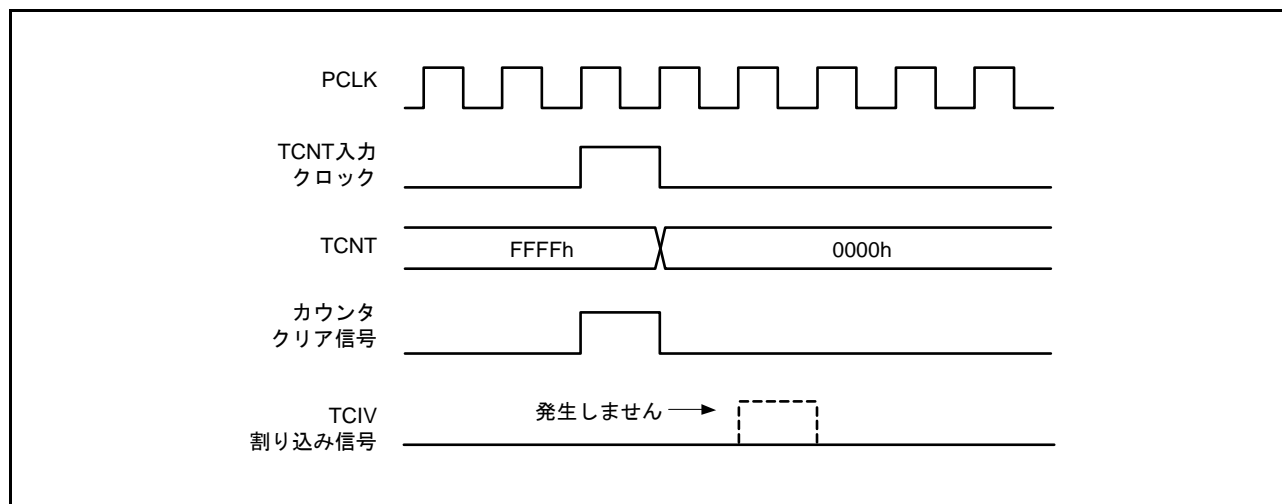 PCLK
TCNT入力
クロック
TCNT
FFFFh
0000h
カウンタ
クリア信号
TCIV
割り込み信号
発生しません